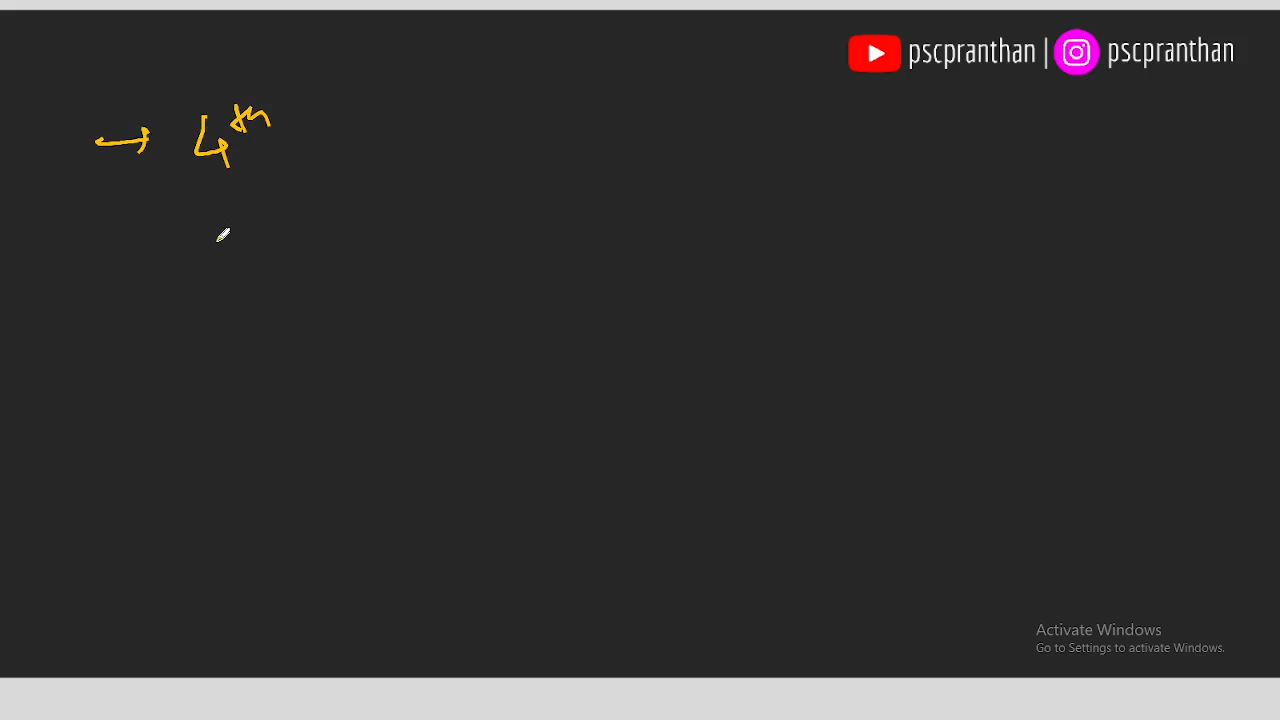 pscpranthan | pscpranthan
→ 4th
Activate Windows
Go to Settings to activate Windows.